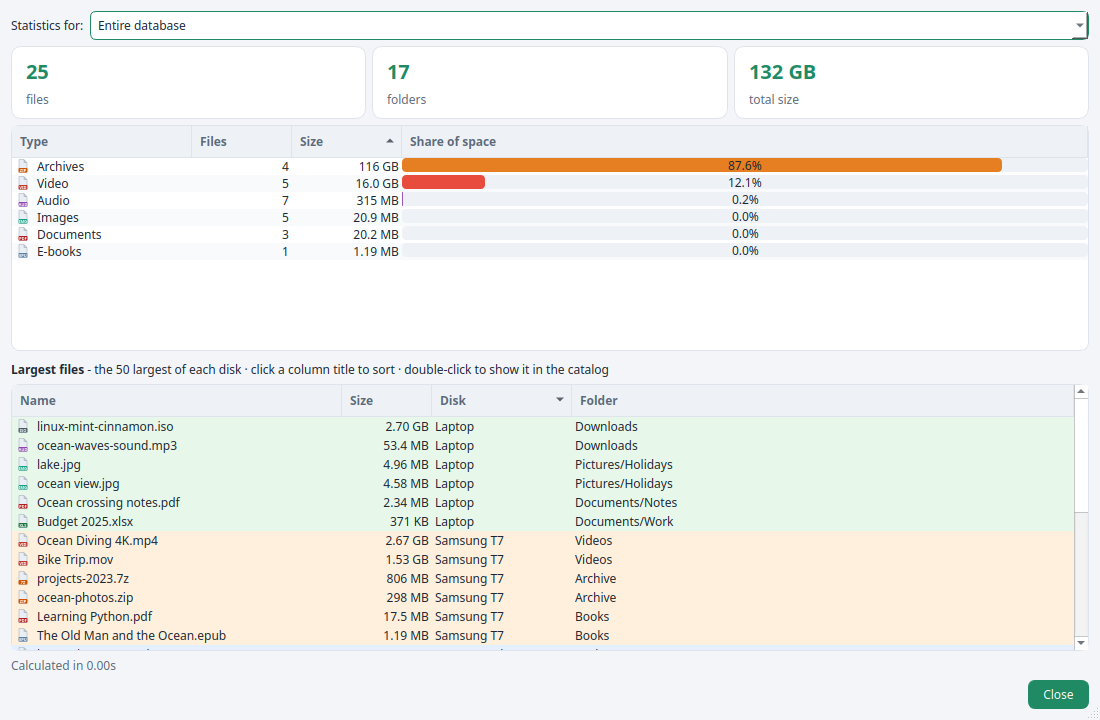 Statistics for: Entire database
25
files
17
folders
132 GB
total size
Type Files Size Share of space
Archives 4 116 GB 87.6%
Video 5 16.0 GB 12.1%
Audio 7 315 MB 0.2%
Images 5 20.9 MB 0.0%
Documents 3 20.2 MB 0.0%
E-books 1 1.19 MB 0.0%
Largest files - the 50 largest of each disk · click a column title to sort · double-click to show it in the catalog
Name Size Disk Folder
linux-mint-cinnamon.iso 2.70 GB Laptop Downloads
ocean-waves-sound.mp3 53.4 MB Laptop Downloads
lake.jpg 4.96 MB Laptop Pictures/Holidays
ocean view.jpg 4.58 MB Laptop Pictures/Holidays
Ocean crossing notes.pdf 2.34 MB Laptop Documents/Notes
Budget 2025.xlsx 371 KB Laptop Documents/Work
Ocean Diving 4K.mp4 2.67 GB Samsung T7 Videos
Bike Trip.mov 1.53 GB Samsung T7 Videos
projects-2023.7z 806 MB Samsung T7 Archive
ocean-photos.zip 298 MB Samsung T7 Archive
Learning Python.pdf 17.5 MB Samsung T7 Books
The Old Man and the Ocean.epub 1.19 MB Samsung T7 Books
Calculated in 0.00s
Close